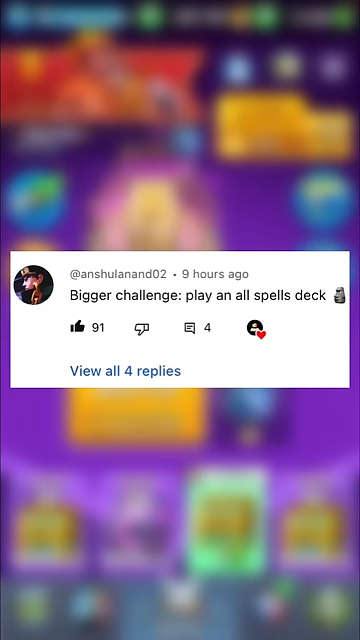 @anshulanand02 • 9 hours ago
Bigger challenge: play an all spells deck 🗿
91 4
View all 4 replies